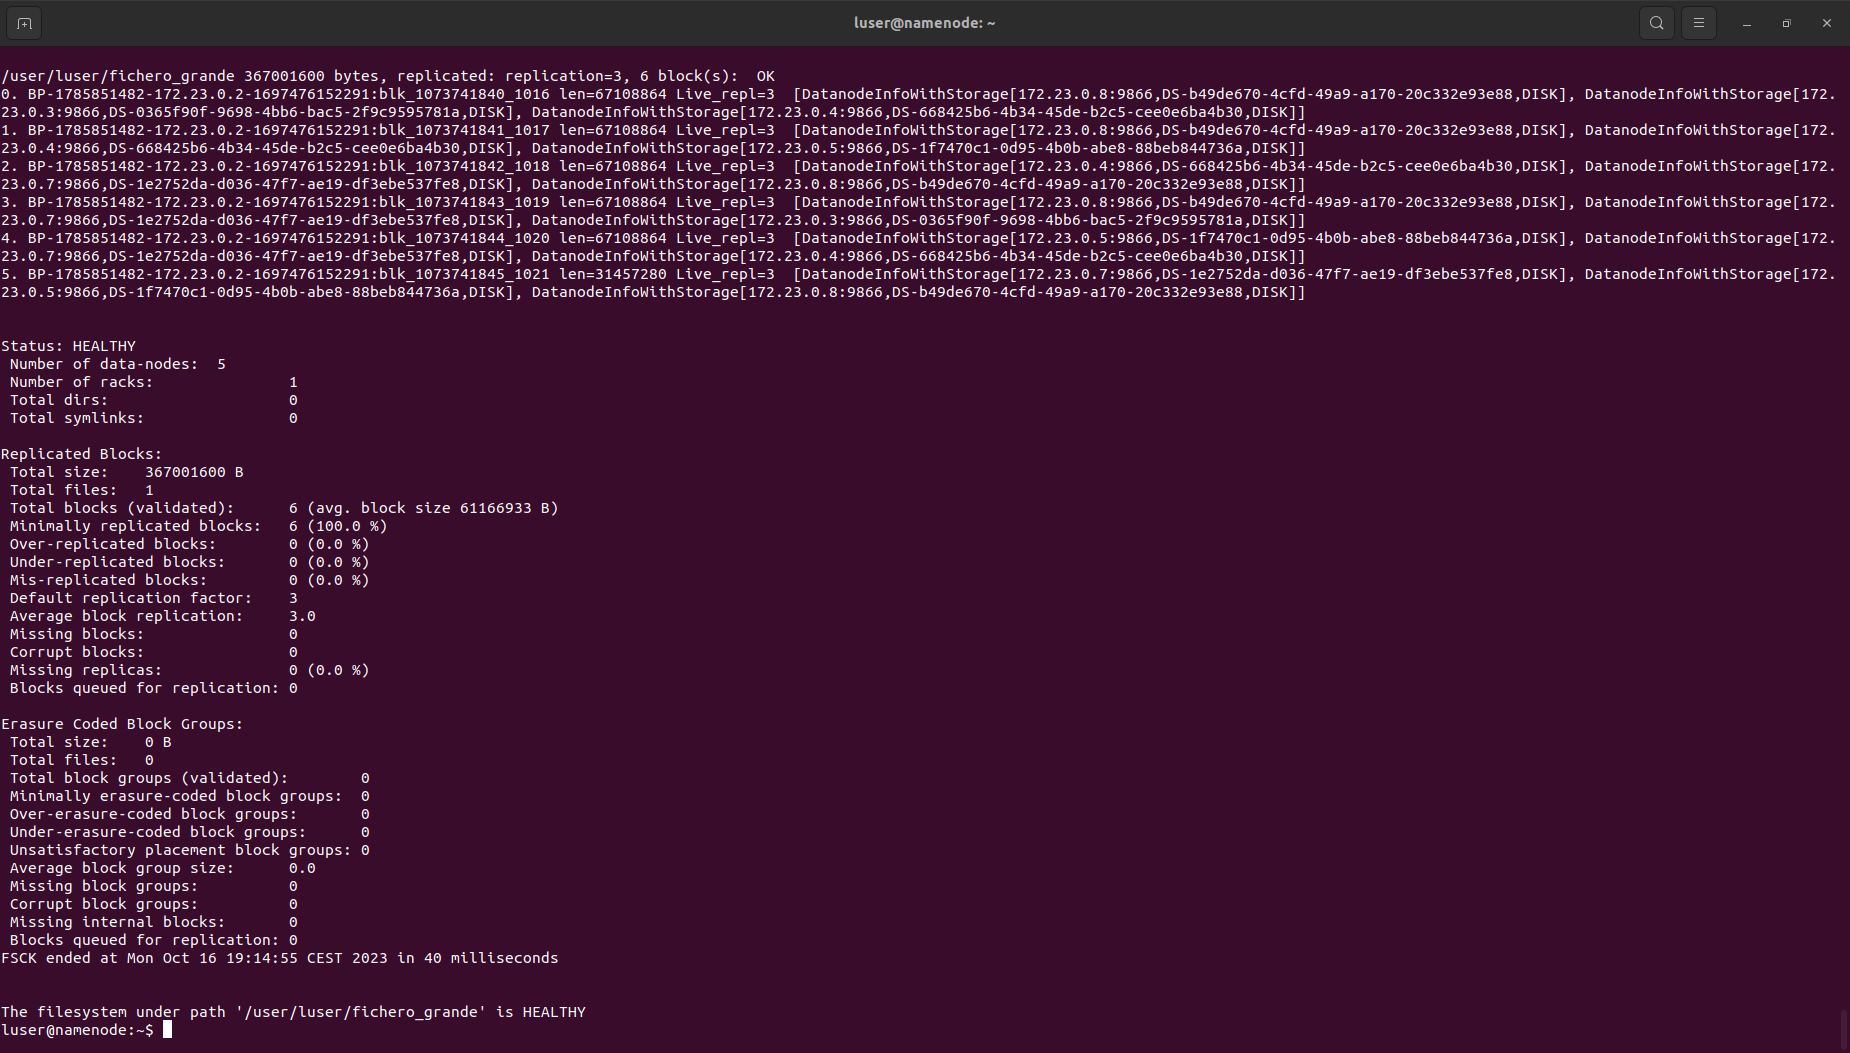 luser@namenode: ~
/user/luser/fichero_grande 367001600 bytes, replicated: replication=3, 6 block(s):  OK
0. BP-1785851482-172.23.0.2-1697476152291:blk_1073741840_1016 len=67108864 Live_repl=3  [DatanodeInfoWithStorage[172.23.0.8:9866,DS-b49de670-4cfd-49a9-a170-20c332e93e88,DISK], DatanodeInfoWithStorage[172.
23.0.3:9866,DS-0365f90f-9698-4bb6-bac5-2f9c9595781a,DISK], DatanodeInfoWithStorage[172.23.0.4:9866,DS-668425b6-4b34-45de-b2c5-cee0e6ba4b30,DISK]]
1. BP-1785851482-172.23.0.2-1697476152291:blk_1073741841_1017 len=67108864 Live_repl=3  [DatanodeInfoWithStorage[172.23.0.8:9866,DS-b49de670-4cfd-49a9-a170-20c332e93e88,DISK], DatanodeInfoWithStorage[172.
23.0.4:9866,DS-668425b6-4b34-45de-b2c5-cee0e6ba4b30,DISK], DatanodeInfoWithStorage[172.23.0.5:9866,DS-1f7470c1-0d95-4b0b-abe8-88beb844736a,DISK]]
2. BP-1785851482-172.23.0.2-1697476152291:blk_1073741842_1018 len=67108864 Live_repl=3  [DatanodeInfoWithStorage[172.23.0.4:9866,DS-668425b6-4b34-45de-b2c5-cee0e6ba4b30,DISK], DatanodeInfoWithStorage[172.
23.0.7:9866,DS-1e2752da-d036-47f7-ae19-df3ebe537fe8,DISK], DatanodeInfoWithStorage[172.23.0.8:9866,DS-b49de670-4cfd-49a9-a170-20c332e93e88,DISK]]
3. BP-1785851482-172.23.0.2-1697476152291:blk_1073741843_1019 len=67108864 Live_repl=3  [DatanodeInfoWithStorage[172.23.0.8:9866,DS-b49de670-4cfd-49a9-a170-20c332e93e88,DISK], DatanodeInfoWithStorage[172.
23.0.7:9866,DS-1e2752da-d036-47f7-ae19-df3ebe537fe8,DISK], DatanodeInfoWithStorage[172.23.0.3:9866,DS-0365f90f-9698-4bb6-bac5-2f9c9595781a,DISK]]
4. BP-1785851482-172.23.0.2-1697476152291:blk_1073741844_1020 len=67108864 Live_repl=3  [DatanodeInfoWithStorage[172.23.0.5:9866,DS-1f7470c1-0d95-4b0b-abe8-88beb844736a,DISK], DatanodeInfoWithStorage[172.
23.0.7:9866,DS-1e2752da-d036-47f7-ae19-df3ebe537fe8,DISK], DatanodeInfoWithStorage[172.23.0.4:9866,DS-668425b6-4b34-45de-b2c5-cee0e6ba4b30,DISK]]
5. BP-1785851482-172.23.0.2-1697476152291:blk_1073741845_1021 len=31457280 Live_repl=3  [DatanodeInfoWithStorage[172.23.0.7:9866,DS-1e2752da-d036-47f7-ae19-df3ebe537fe8,DISK], DatanodeInfoWithStorage[172.
23.0.5:9866,DS-1f7470c1-0d95-4b0b-abe8-88beb844736a,DISK], DatanodeInfoWithStorage[172.23.0.8:9866,DS-b49de670-4cfd-49a9-a170-20c332e93e88,DISK]]
Status: HEALTHY
Number of data-nodes:  5
Number of racks:               1
Total dirs:                    0
Total symlinks:                0
Replicated Blocks:
Total size:    367001600 B
Total files:   1
Total blocks (validated):      6 (avg. block size 61166933 B)
Minimally replicated blocks:   6 (100.0 %)
Over-replicated blocks:        0 (0.0 %)
Under-replicated blocks:       0 (0.0 %)
Mis-replicated blocks:         0 (0.0 %)
Default replication factor:    3
Average block replication:     3.0
Missing blocks:                0
Corrupt blocks:                0
Missing replicas:              0 (0.0 %)
Blocks queued for replication: 0
Erasure Coded Block Groups:
Total size:    0 B
Total files:   0
Total block groups (validated):        0
Minimally erasure-coded block groups:  0
Over-erasure-coded block groups:       0
Under-erasure-coded block groups:      0
Unsatisfactory placement block groups: 0
Average block group size:      0.0
Missing block groups:          0
Corrupt block groups:          0
Missing internal blocks:       0
Blocks queued for replication: 0
FSCK ended at Mon Oct 16 19:14:55 CEST 2023 in 40 milliseconds
The filesystem under path '/user/luser/fichero_grande' is HEALTHY
luser@namenode:~$